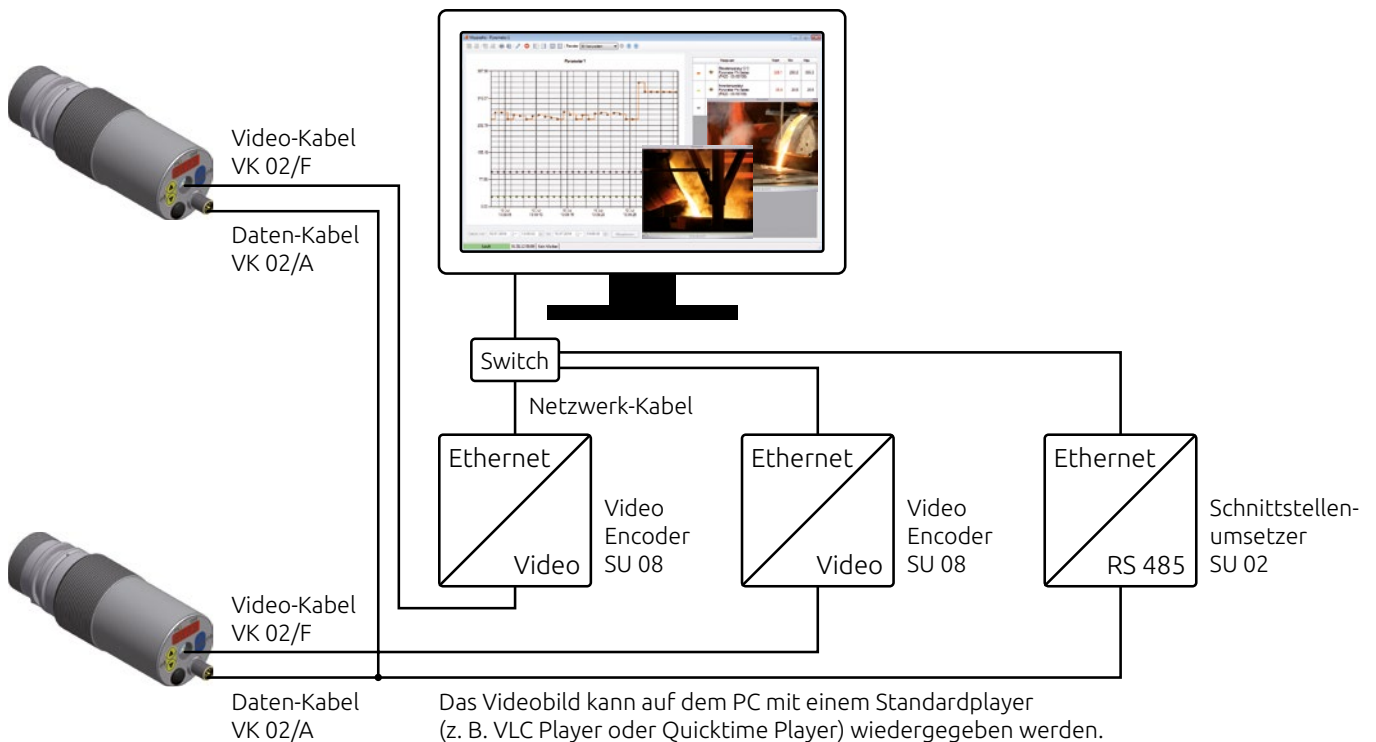 Video-Kabel
VK 02/F
Daten-Kabel
VK 02/A
Switch
Netzwerk-Kabel
Ethernet
Video
Video
Encoder
SU 08
Ethernet
Video
Video
Encoder
SU 08
Ethernet
RS 485
Schnittstellen-
umsetzer
SU 02
Video-Kabel
VK 02/F
Daten-Kabel
VK 02/A
Das Videobild kann auf dem PC mit einem Standardplayer
(z. B. VLC Player oder Quicktime Player) wiedergegeben werden.